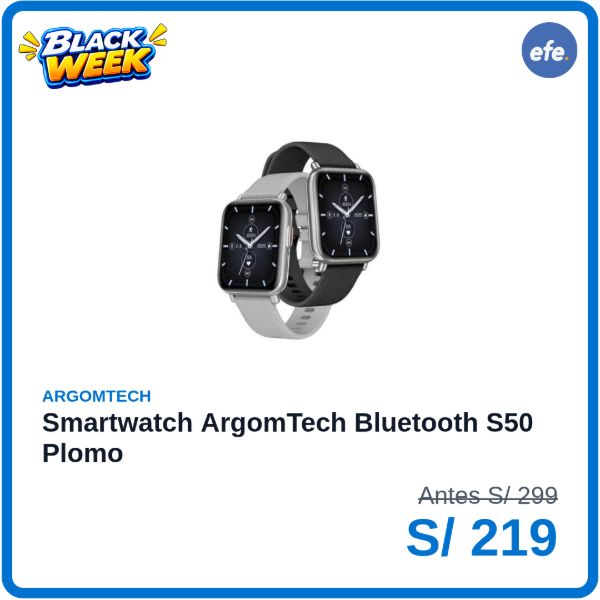 BLACK
WEEK
efe.
ARGOMTECH
Smartwatch ArgomTech Bluetooth S50
Plomo
Antes S/ 299
S/ 219